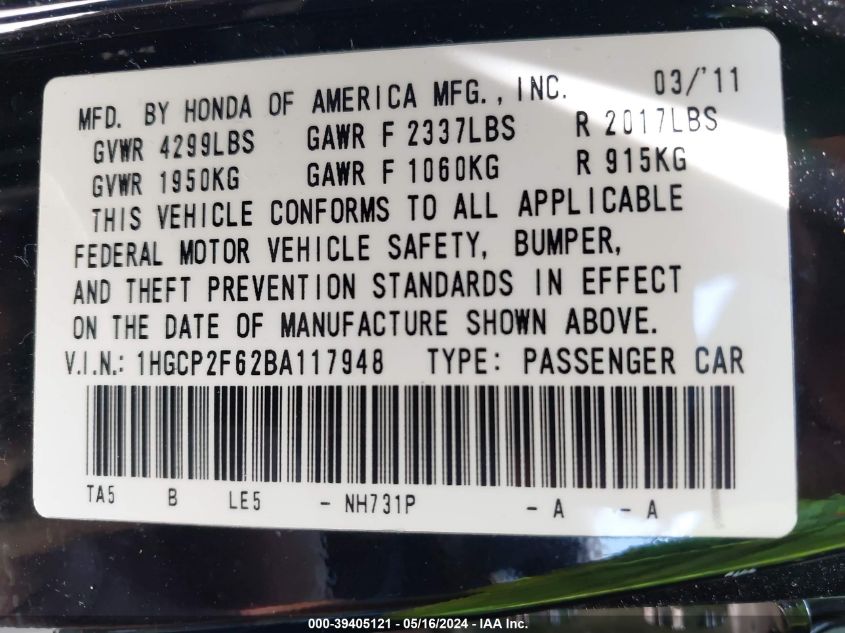 MFD. BY HONDA OF AMERICA MFG., INC. 03/'11
GVWR 4299LBS GAWR F 2337LBS R 2017LBS
GVWR 1950KG GAWR F 1060KG R 915KG
THIS VEHICLE CONFORMS TO ALL APPLICABLE
FEDERAL MOTOR VEHICLE SAFETY, BUMPER,
AND THEFT PREVENTION STANDARDS IN EFFECT
ON THE DATE OF MANUFACTURE SHOWN ABOVE.
V.I.N.: 1HGCP2F62BA117948 TYPE: PASSENGER CAR
TA5 B LE5 - NH731P - A - A
000-39405121 - 05/16/2024 - IAA Inc.